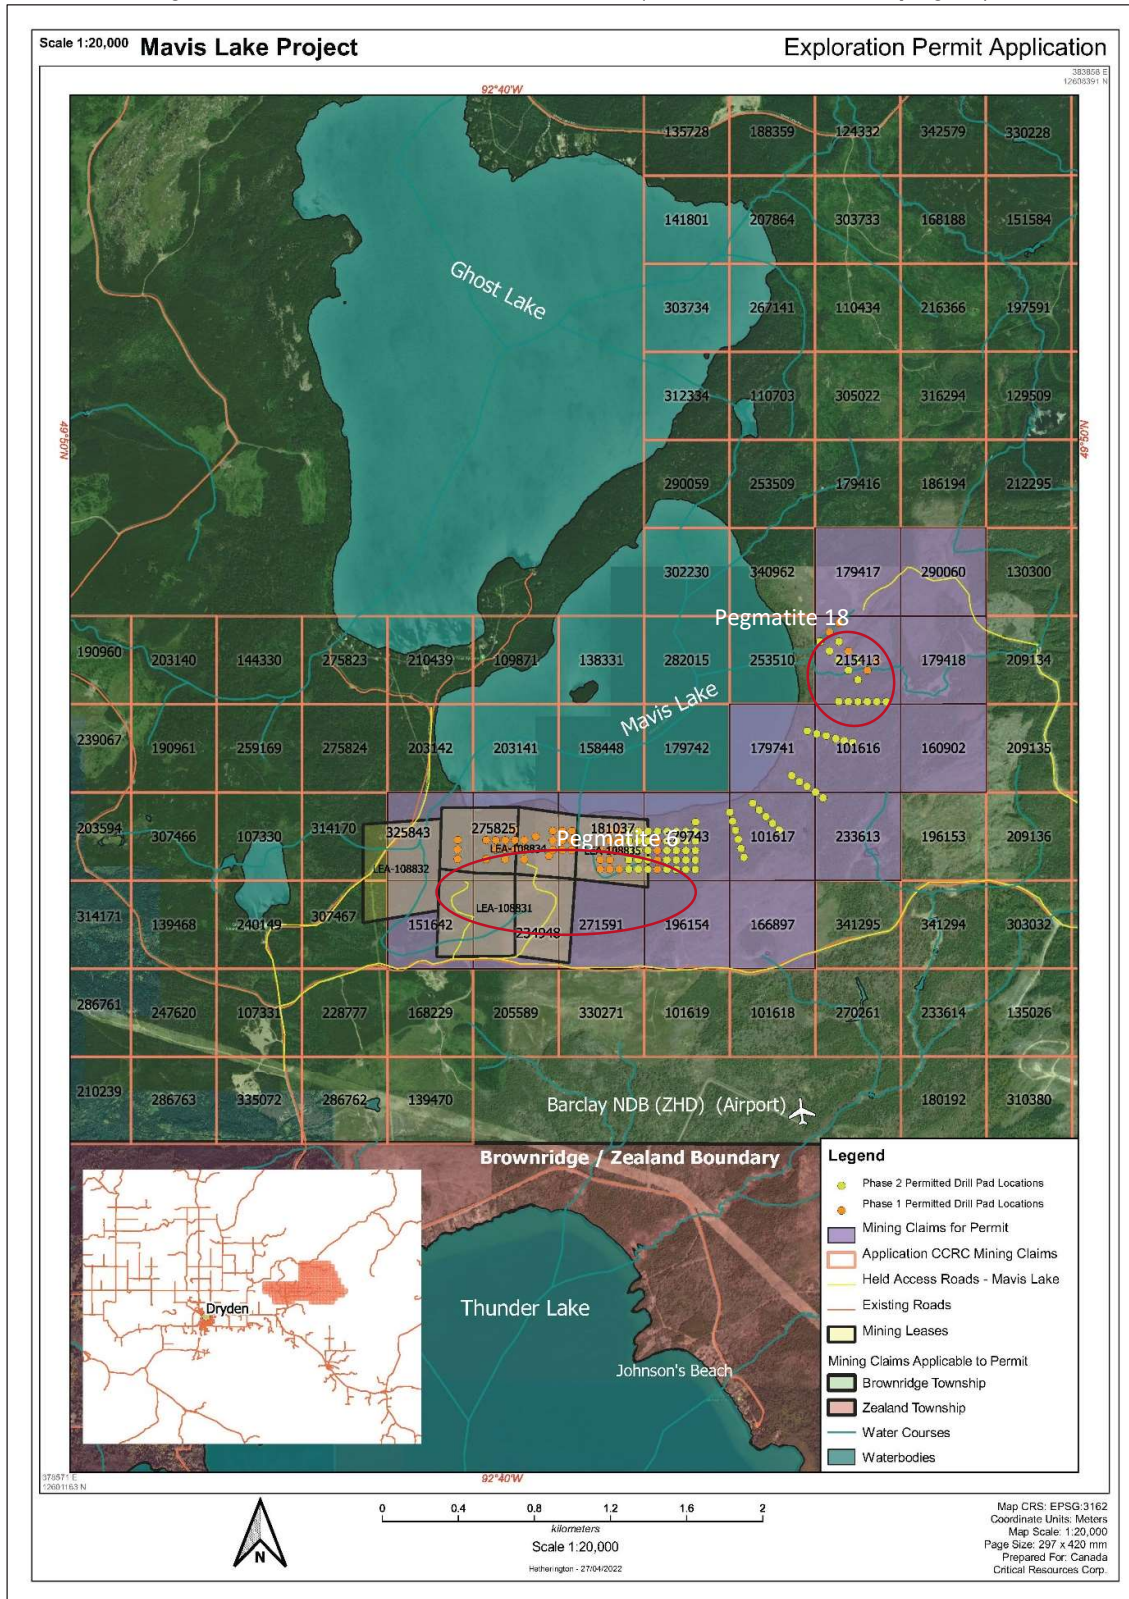 Scale 1:20,000 Mavis Lake Project
Exploration Permit Application
383858 E
12608391 N
92°40'W
135728 188359 124332 342579 330228
141801 207864 303733 168188 151584
Ghost Lake
303734 267141 110434 216366 197591
312334 110703 305022 316294 129509
49°50'N
49°50'N
290059 253509 179416 186194 212295
302230 340962 179417 290060 130300
Pegmatite 18
190960 203140 144330 275823 210439 109871 138331 282015 253510 215413 179418 209134
Mavis Lake
239067 190961 259169 275824 203142 203141 158448 179742 179741 101616 160902 209135
203594 307466 107330 314170 325843 275825 181037 101617 233613 196153 209136
Pegmatite 6
LEA-108834 LEA-108835
LEA-108832
LEA-108831
314171 139468 240149 307467 151642 234948 271591 196154 166897 341295 341294 303032
286761 247620 107331 228777 168229 205589 330271 101619 101618 270261 233614 135026
210239 286763 335072 286762 139470 180192 310380
Barclay NDB (ZHD) (Airport)
Brownridge / Zealand Boundary
Legend
Phase 2 Permitted Drill Pad Locations
Phase 1 Permitted Drill Pad Locations
Mining Claims for Permit
Application CCRC Mining Claims
Held Access Roads - Mavis Lake
Existing Roads
Mining Leases
Mining Claims Applicable to Permit
Brownridge Township
Zealand Township
Water Courses
Waterbodies
Dryden
Thunder Lake
Johnson's Beach
12601163 N
92°40'W
0 0.4 0.8 1.2 1.6 2
kilometers
Scale 1:20,000
Hetherington - 27/04/2022
N
Map CRS: EPSG:3162
Coordinate Units: Meters
Map Scale: 1:20,000
Page Size: 297 x 420 mm
Prepared For: Canada
Critical Resources Corp.